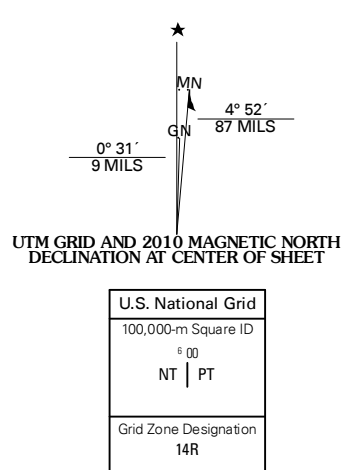 MN
4° 52´
87 MILS
GN
0° 31´
9 MILS
UTM GRID AND 2010 MAGNETIC NORTH
DECLINATION AT CENTER OF SHEET
U.S. National Grid
100,000-m Square ID
6 00
NT PT
Grid Zone Designation
14R